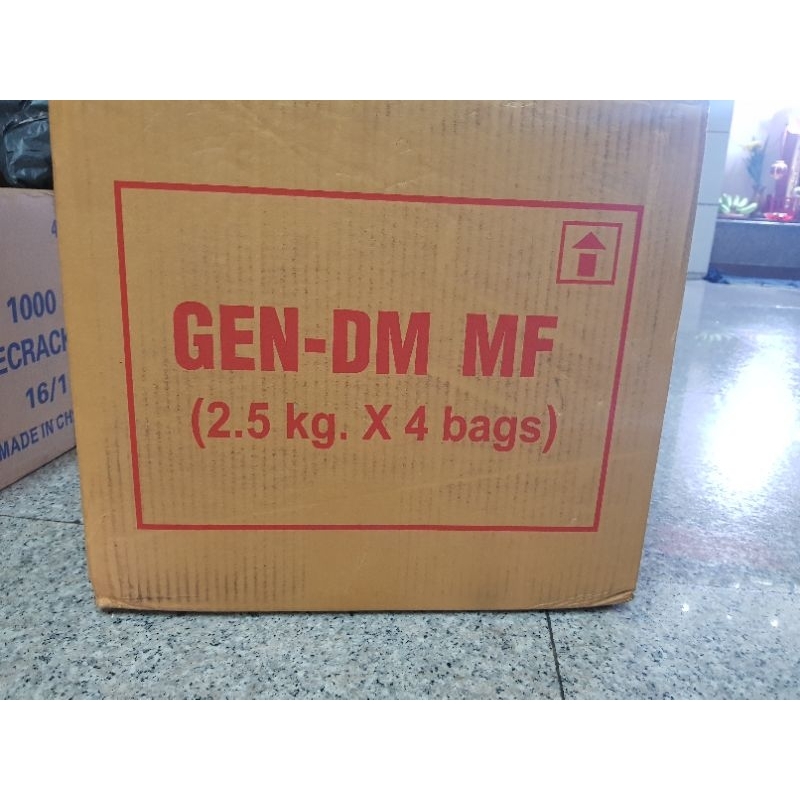 GEN-DM MF
(2.5 kg. X 4 bags)
1000
ECRACK
16/1
MADE IN CH